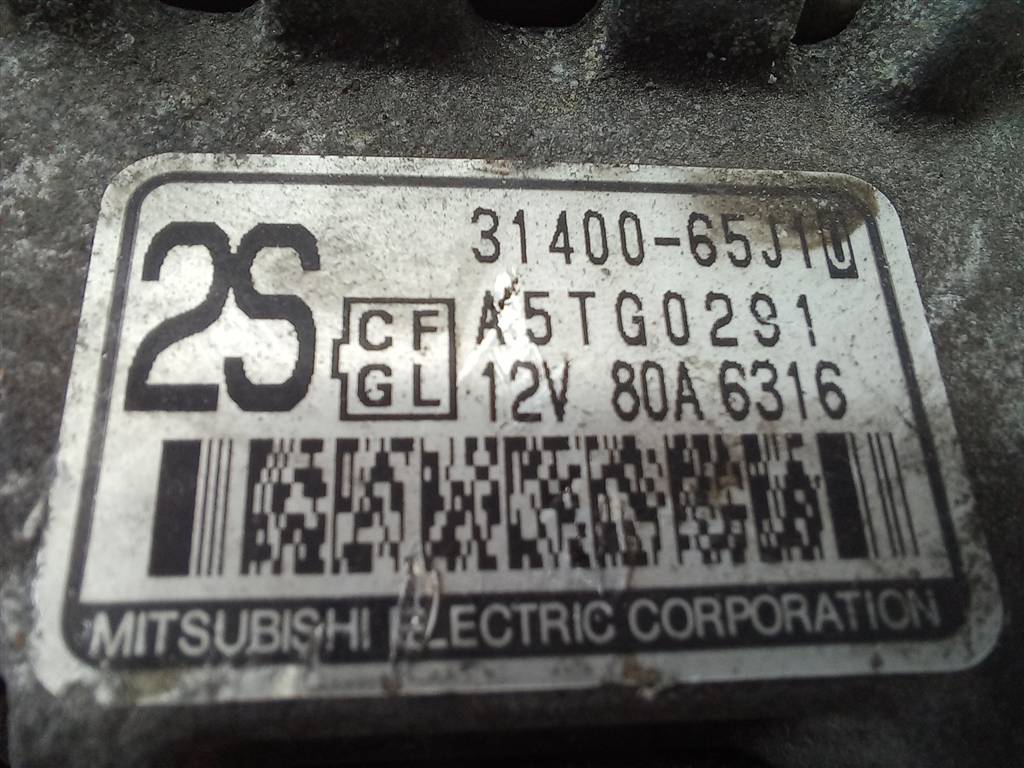 2S
31400-65J10
A5TG0291
CF
GL
12V 80A 6316
MITSUBISHI ELECTRIC CORPORATION